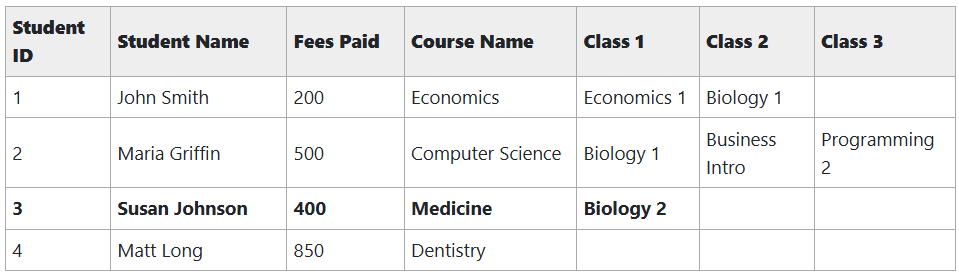 Student ID Student Name Fees Paid Course Name Class 1 Class 2 Class 3
1 John Smith 200 Economics Economics 1 Biology 1
2 Maria Griffin 500 Computer Science Biology 1 Business Intro Programming 2
3 Susan Johnson 400 Medicine Biology 2
4 Matt Long 850 Dentistry